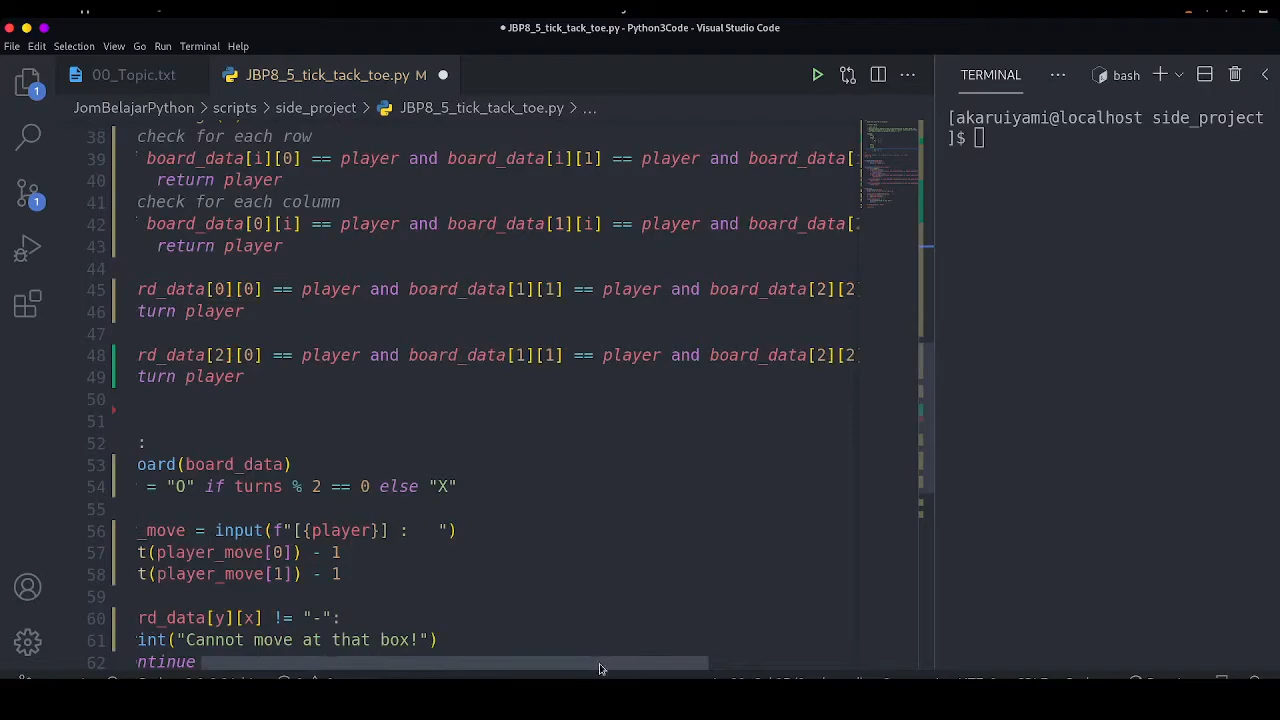 JBP8_5_tick_tack_toe.py - Python3Code - Visual Studio Code
File Edit Selection View Go Run Terminal Help
00_Topic.txt JBP8_5_tick_tack_toe.py M
TERMINAL ... bash
JomBelajarPython > scripts > side_project > JBP8_5_tick_tack_toe.py > ...
[akaruiyami@localhost side_project
]$
1
1
38 check for each row
39 board_data[i][0] == player and board_data[i][1] == player and board_data[
40 return player
41 check for each column
42 board_data[0][i] == player and board_data[1][i] == player and board_data[
43 return player
44
45 rd_data[0][0] == player and board_data[1][1] == player and board_data[2][2]
46 turn player
47
48 rd_data[2][0] == player and board_data[1][1] == player and board_data[2][2]
49 turn player
50
51
52 :
53 oard(board_data)
54 = "O" if turns % 2 == 0 else "X"
55
56 _move = input(f"[{player}] :   ")
57 t(player_move[0]) - 1
58 t(player_move[1]) - 1
59
60 rd_data[y][x] != "-":
61 int("Cannot move at that box!")
62 ntinue